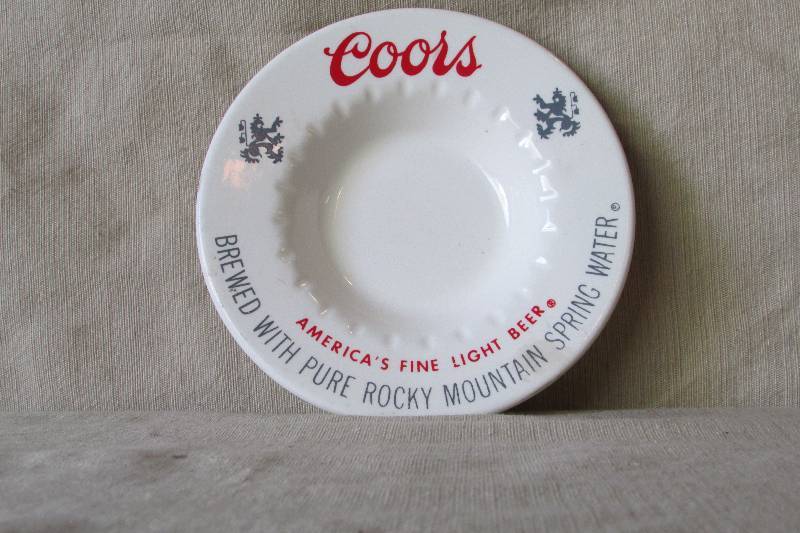 Coors
AMERICA'S FINE LIGHT BEER®
BREWED WITH PURE ROCKY MOUNTAIN SPRING WATER®